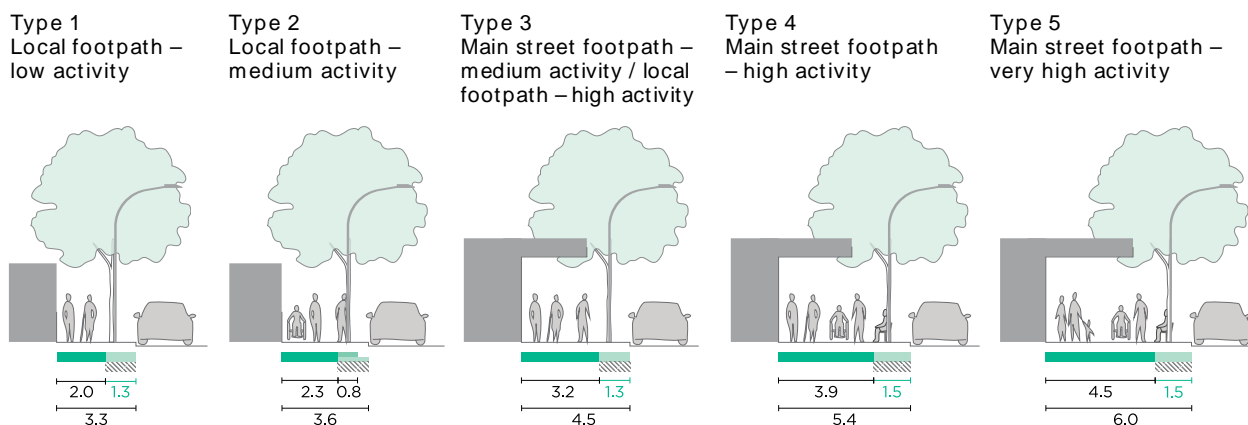 Type 1
Local footpath –
low activity
Type 2
Local footpath –
medium activity
Type 3
Main street footpath –
medium activity / local
footpath – high activity
Type 4
Main street footpath
– high activity
Type 5
Main street footpath –
very high activity
2.0 1.3
3.3
2.3 0.8
3.6
3.2 1.3
4.5
3.9 1.5
5.4
4.5 1.5
6.0